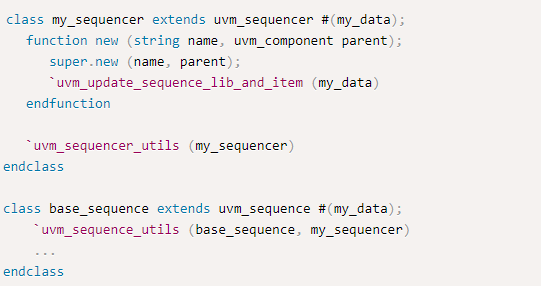 class my_sequencer extends uvm_sequencer #(my_data);
function new (string name, uvm_component parent);
super.new (name, parent);
`uvm_update_sequence_lib_and_item (my_data)
endfunction
`uvm_sequencer_utils (my_sequencer)
endclass
class base_sequence extends uvm_sequence #(my_data);
`uvm_sequence_utils (base_sequence, my_sequencer)
...
endclass